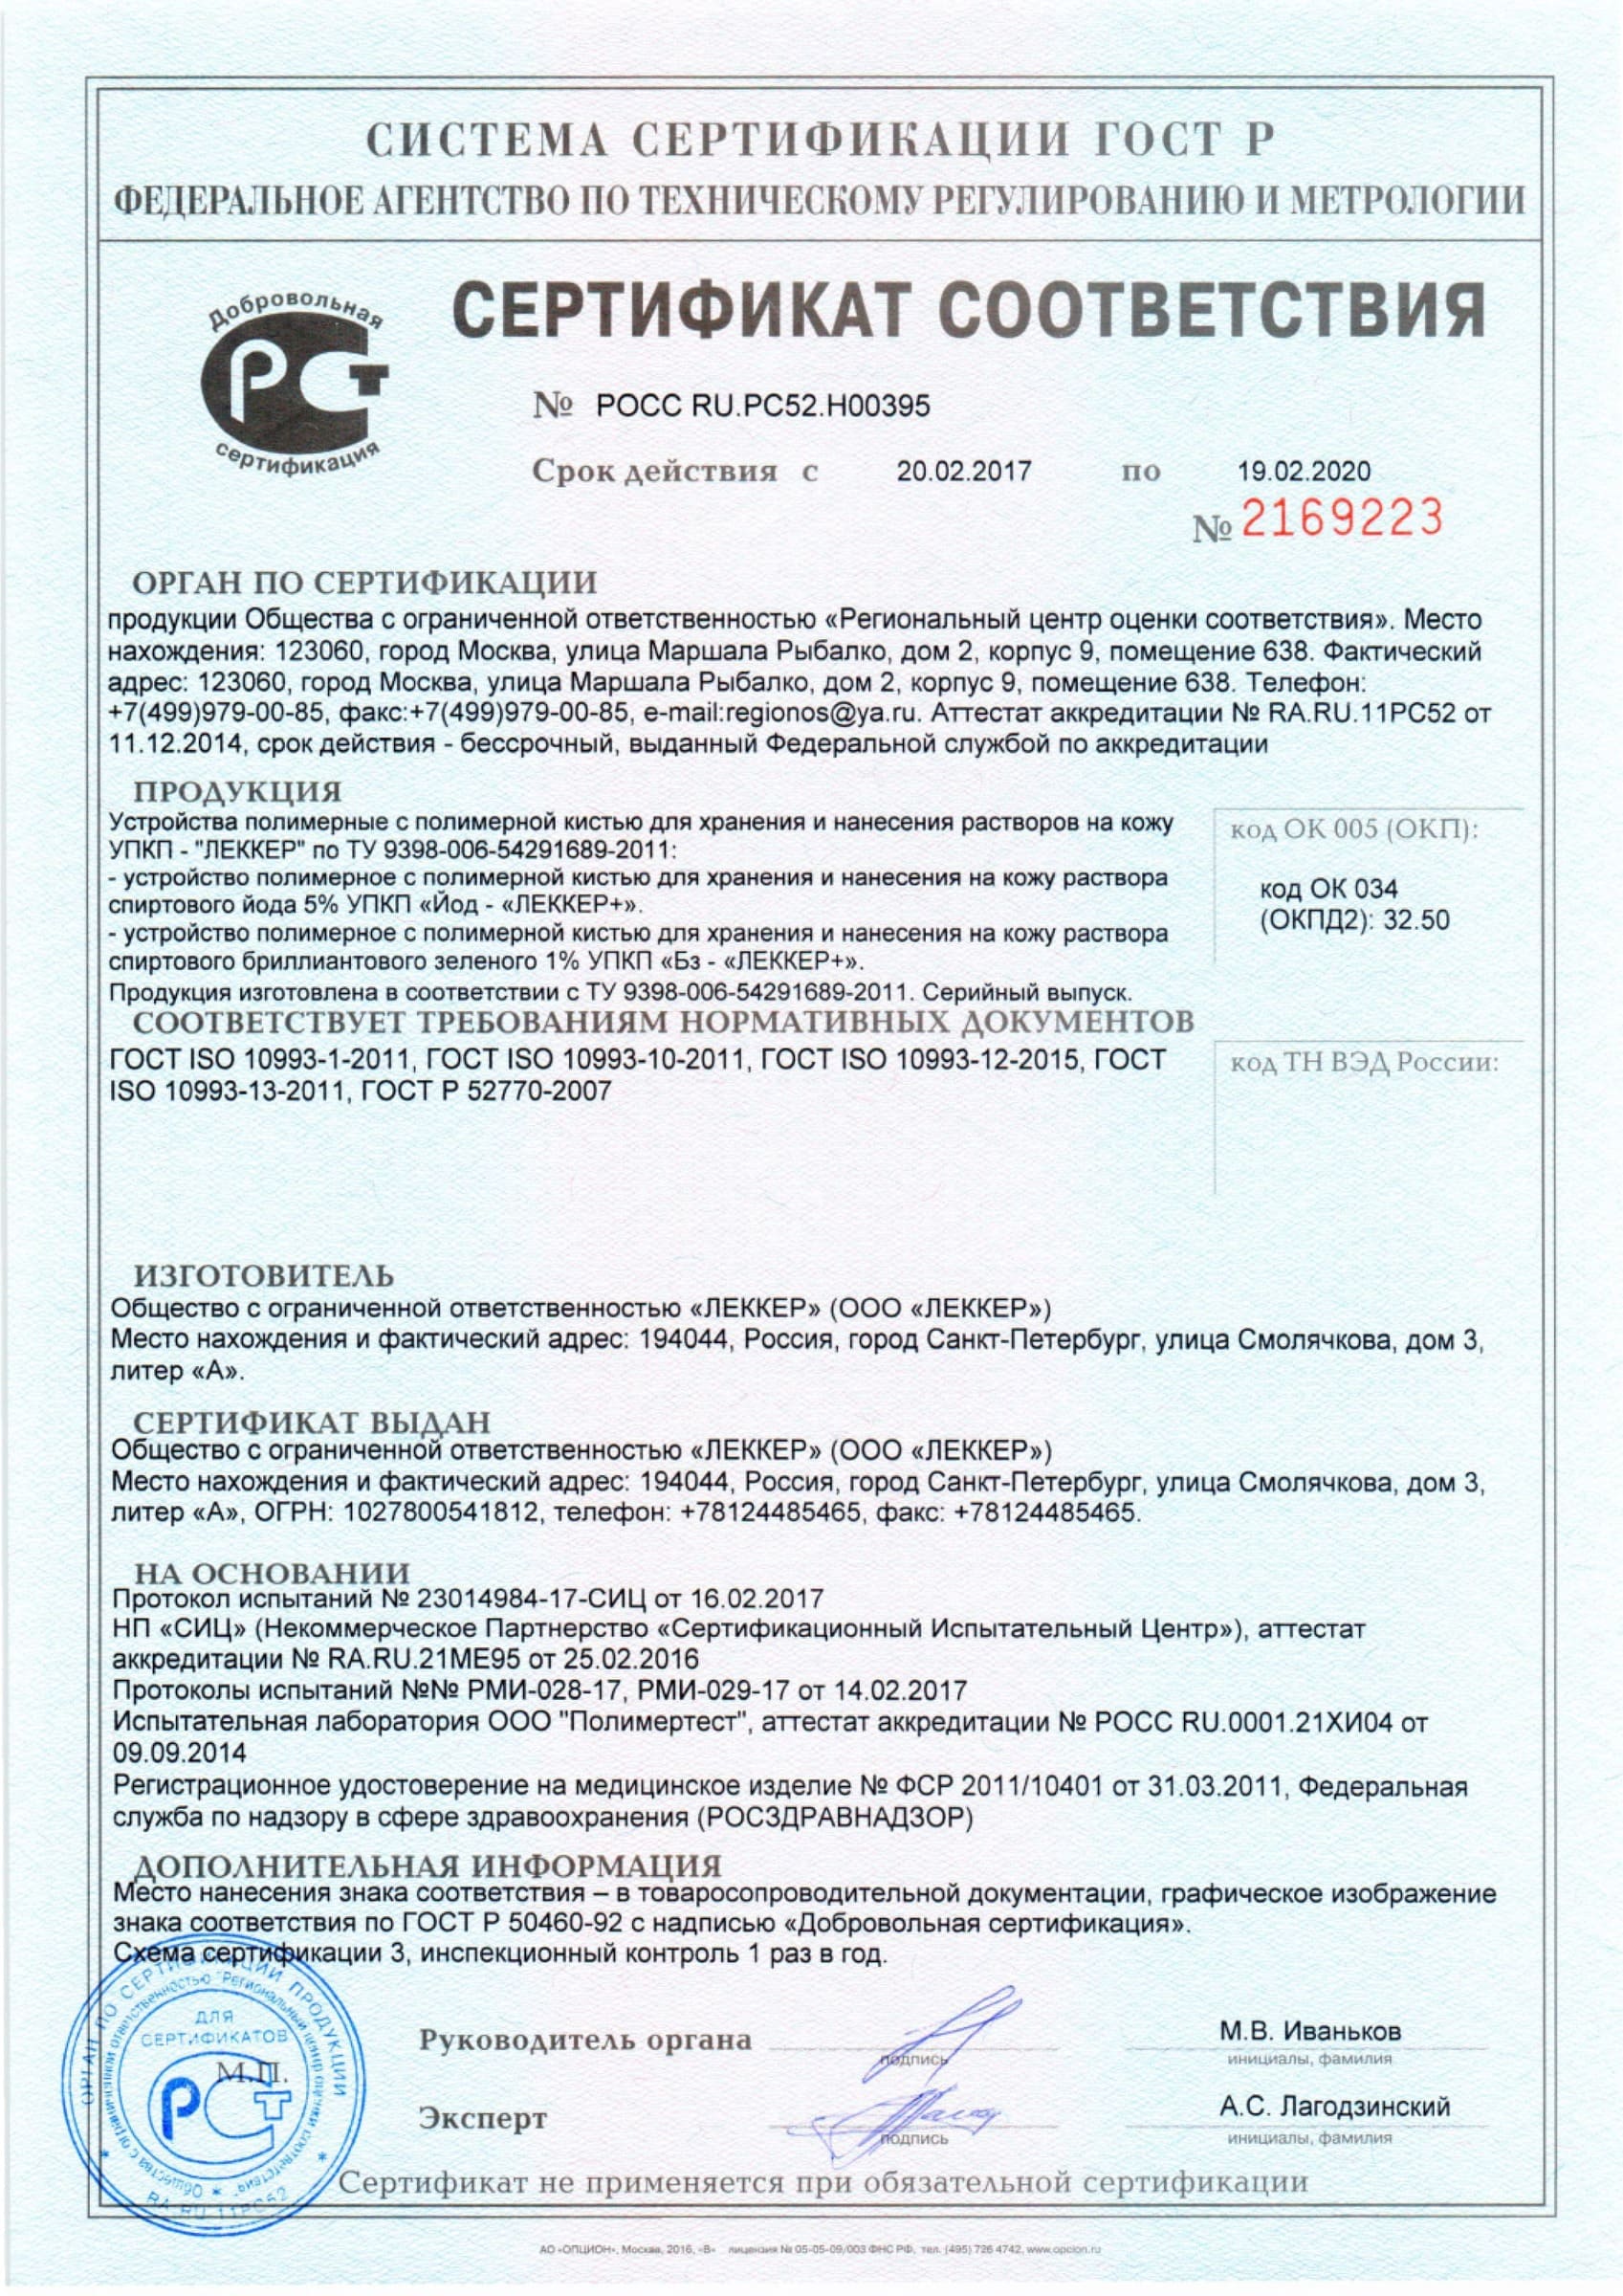 СИСТЕМА СЕРТИФИКАЦИИ ГОСТ Р
ФЕДЕРАЛЬНОЕ АГЕНТСТВО ПО ТЕХНИЧЕСКОМУ РЕГУЛИРОВАНИЮ И МЕТРОЛОГИИ
Добровольная
РСТ
сертификация
СЕРТИФИКАТ СООТВЕТСТВИЯ
№ РОСС RU.РС52.Н00395
Срок действия с 20.02.2017 по 19.02.2020
№ 2169223
ОРГАН ПО СЕРТИФИКАЦИИ
продукции Общества с ограниченной ответственностью «Региональный центр оценки соответствия». Место
нахождения: 123060, город Москва, улица Маршала Рыбалко, дом 2, корпус 9, помещение 638. Фактический
адрес: 123060, город Москва, улица Маршала Рыбалко, дом 2, корпус 9, помещение 638. Телефон:
+7(499)979-00-85, факс:+7(499)979-00-85, e-mail:regionos@ya.ru. Аттестат аккредитации № RA.RU.11РС52 от
11.12.2014, срок действия - бессрочный, выданный Федеральной службой по аккредитации
ПРОДУКЦИЯ
Устройства полимерные с полимерной кистью для хранения и нанесения растворов на кожу
УПКП - "ЛЕККЕР" по ТУ 9398-006-54291689-2011:
- устройство полимерное с полимерной кистью для хранения и нанесения на кожу раствора
спиртового йода 5% УПКП «Йод - «ЛЕККЕР+».
- устройство полимерное с полимерной кистью для хранения и нанесения на кожу раствора
спиртового бриллиантового зеленого 1% УПКП «Бз - «ЛЕККЕР+».
Продукция изготовлена в соответствии с ТУ 9398-006-54291689-2011. Серийный выпуск.
код ОК 005 (ОКП):
код ОК 034
(ОКПД2): 32.50
СООТВЕТСТВУЕТ ТРЕБОВАНИЯМ НОРМАТИВНЫХ ДОКУМЕНТОВ
ГОСТ ISO 10993-1-2011, ГОСТ ISO 10993-10-2011, ГОСТ ISO 10993-12-2015, ГОСТ
ISO 10993-13-2011, ГОСТ Р 52770-2007
код ТН ВЭД России:
ИЗГОТОВИТЕЛЬ
Общество с ограниченной ответственностью «ЛЕККЕР» (ООО «ЛЕККЕР»)
Место нахождения и фактический адрес: 194044, Россия, город Санкт-Петербург, улица Смолячкова, дом 3,
литер «А».
СЕРТИФИКАТ ВЫДАН
Общество с ограниченной ответственностью «ЛЕККЕР» (ООО «ЛЕККЕР»)
Место нахождения и фактический адрес: 194044, Россия, город Санкт-Петербург, улица Смолячкова, дом 3,
литер «А», ОГРН: 1027800541812, телефон: +78124485465, факс: +78124485465.
НА ОСНОВАНИИ
Протокол испытаний № 23014984-17-СИЦ от 16.02.2017
НП «СИЦ» (Некоммерческое Партнерство «Сертификационный Испытательный Центр»), аттестат
аккредитации № RA.RU.21МЕ95 от 25.02.2016
Протоколы испытаний №№ РМИ-028-17, РМИ-029-17 от 14.02.2017
Испытательная лаборатория ООО "Полимертест", аттестат аккредитации № РОСС RU.0001.21ХИ04 от
09.09.2014
Регистрационное удостоверение на медицинское изделие № ФСР 2011/10401 от 31.03.2011, Федеральная
служба по надзору в сфере здравоохранения (РОСЗДРАВНАДЗОР)
ДОПОЛНИТЕЛЬНАЯ ИНФОРМАЦИЯ
Место нанесения знака соответствия – в товаросопроводительной документации, графическое изображение
знака соответствия по ГОСТ Р 50460-92 с надписью «Добровольная сертификация».
Схема сертификации 3, инспекционный контроль 1 раз в год.
ОРГАН ПО СЕРТИФИКАЦИИ ПРОДУКЦИИ
Общества с ограниченной ответственностью "Региональный центр оценки соответствия"
RA.RU.11РС52
ДЛЯ
СЕРТИФИКАТОВ
М.П.
РСТ
Руководитель органа
подпись
М.В. Иваньков
инициалы, фамилия
Эксперт
подпись
А.С. Лагодзинский
инициалы, фамилия
Сертификат не применяется при обязательной сертификации
АО «ОПЦИОН», Москва, 2016, «В» лицензия № 05-05-09/003 ФНС РФ, тел. (495) 726 4742, www.opcion.ru